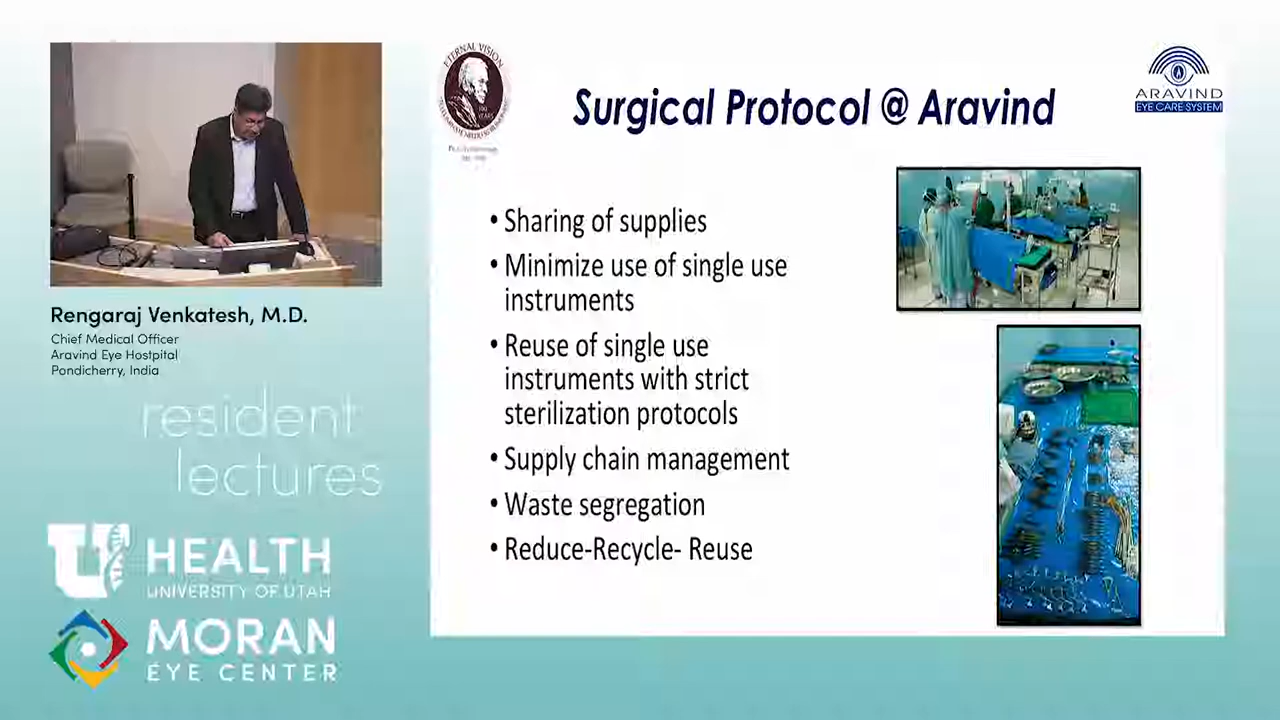 Rengaraj Venkatesh, M.D.
Chief Medical Officer
Aravind Eye Hostpital
Pondicherry, India
resident
lectures
U HEALTH
UNIVERSITY OF UTAH
MORAN
EYE CENTER
ETERNAL VISION
100
YEARS
Surgical Protocol @ Aravind
ARAVIND
EYE CARE SYSTEM
• Sharing of supplies
• Minimize use of single use
instruments
• Reuse of single use
instruments with strict
sterilization protocols
• Supply chain management
• Waste segregation
• Reduce-Recycle- Reuse